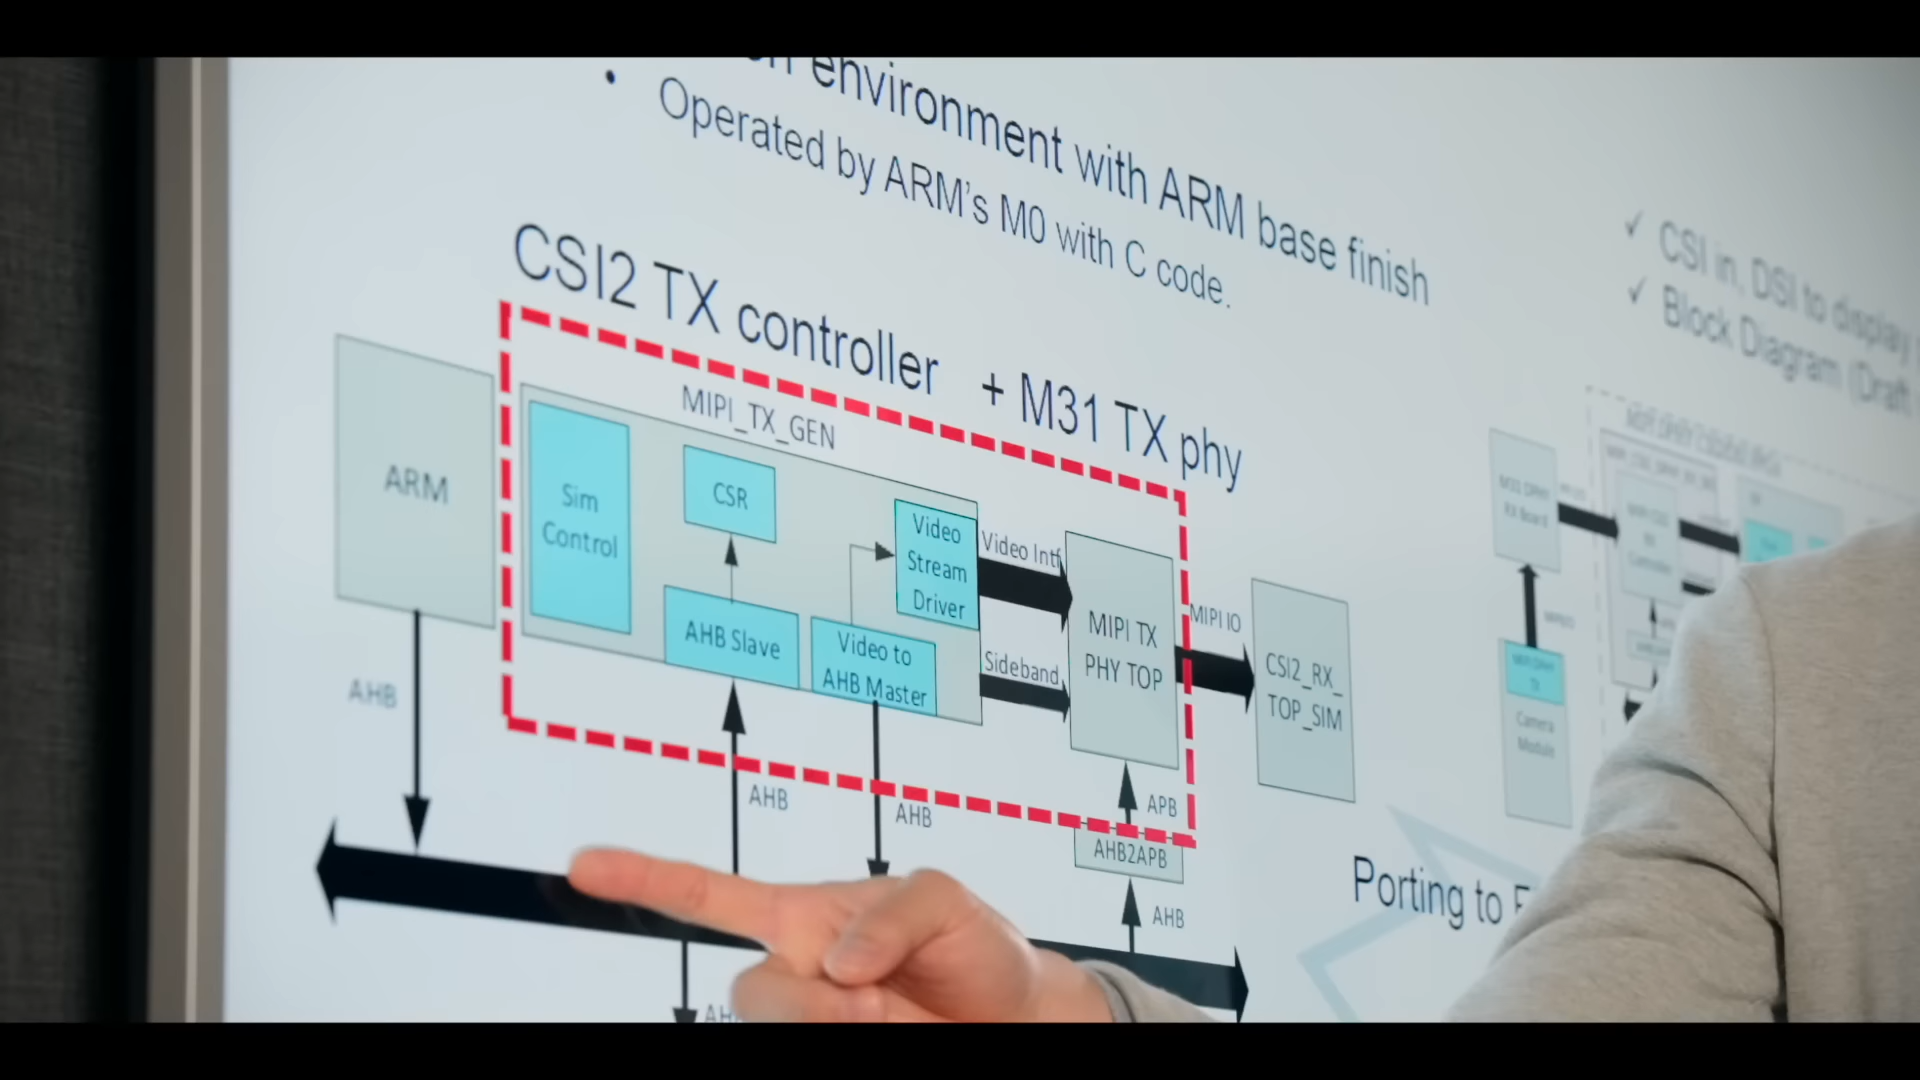 environment with ARM base finish
• Operated by ARM's M0 with C code.
CSI2 TX controller + M31 TX phy
MIPI_TX_GEN
ARM
Sim
Control
CSR
AHB Slave
Video to
AHB Master
Video
Stream
Driver
Video Intf
Sideband
MIPI TX
PHY TOP
MIPI IO
CSI2_RX_
TOP_SIM
AHB
AHB
AHB
APB
AHB2APB
AHB
✓ CSI in, DSI to display
✓ Block Diagram (Draft
Camera
Module
Porting to